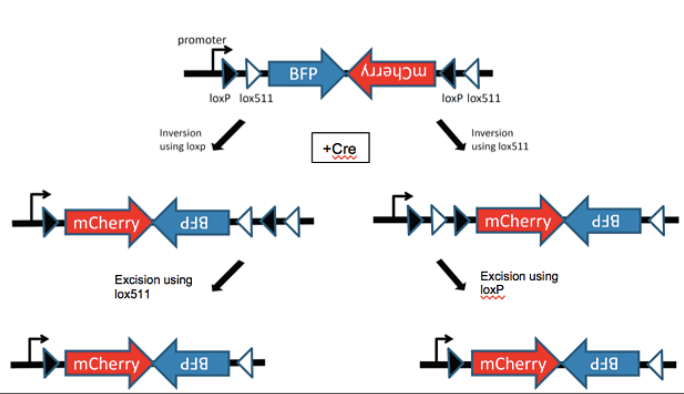 promoter
BFP mCherry
loxP lox511 loxP lox511
Inversion
using loxp
+Cre
Inversion
using lox511
mCherry BFP
mCherry BFP
Excision using
lox511
Excision using
loxP
mCherry BFP
mCherry BFP